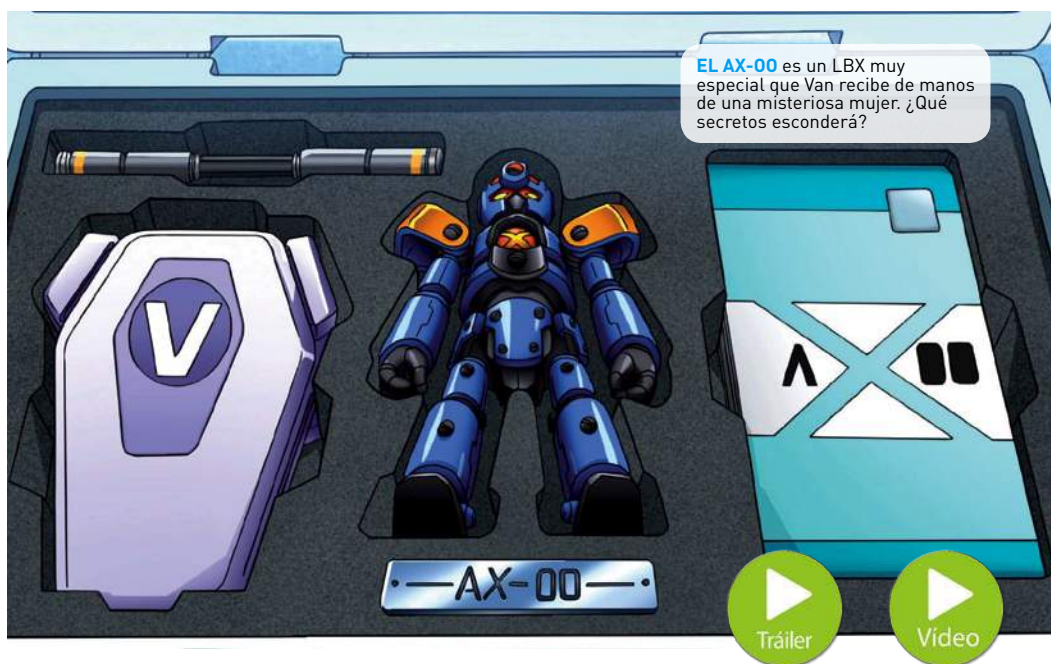 EL AX-00 es un LBX muy
especial que Van recibe de manos
de una misteriosa mujer. ¿Qué
secretos esconderá?
V
Λ X 00
AX-00
Tráiler
Vídeo